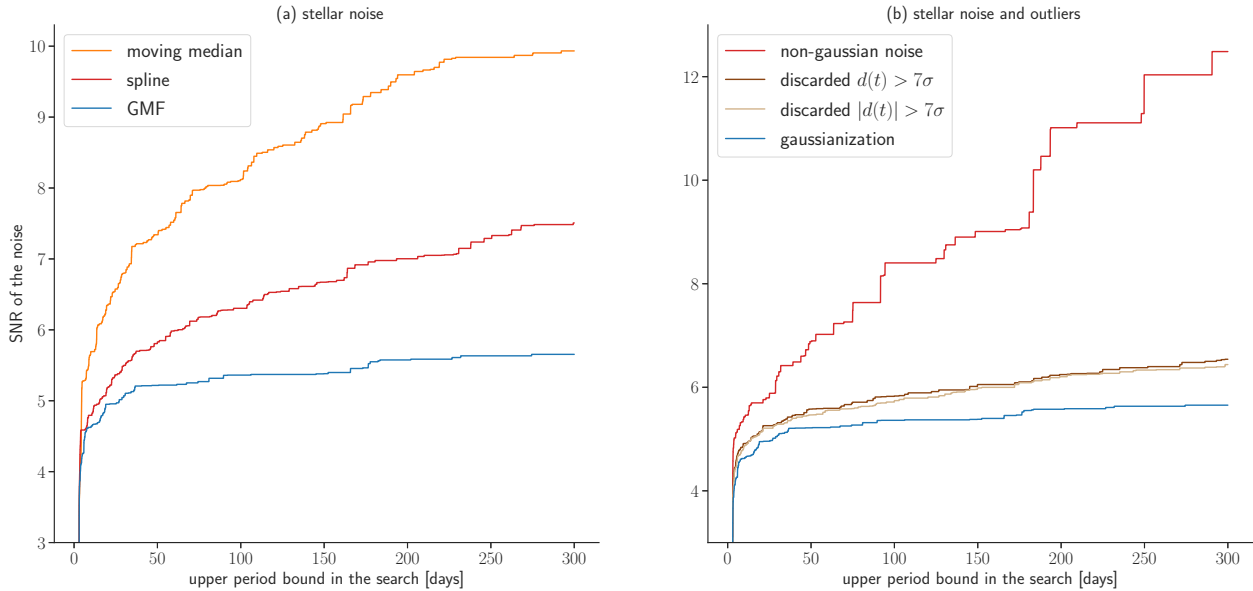 (a) stellar noise
moving median
spline
GMF
SNR of the noise
10
9
8
7
6
5
4
3
0 50 100 150 200 250 300
upper period bound in the search [days]
(b) stellar noise and outliers
non-gaussian noise
discarded d(t) > 7σ
discarded |d(t)| > 7σ
gaussianization
12
10
8
6
4
0 50 100 150 200 250 300
upper period bound in the search [days]